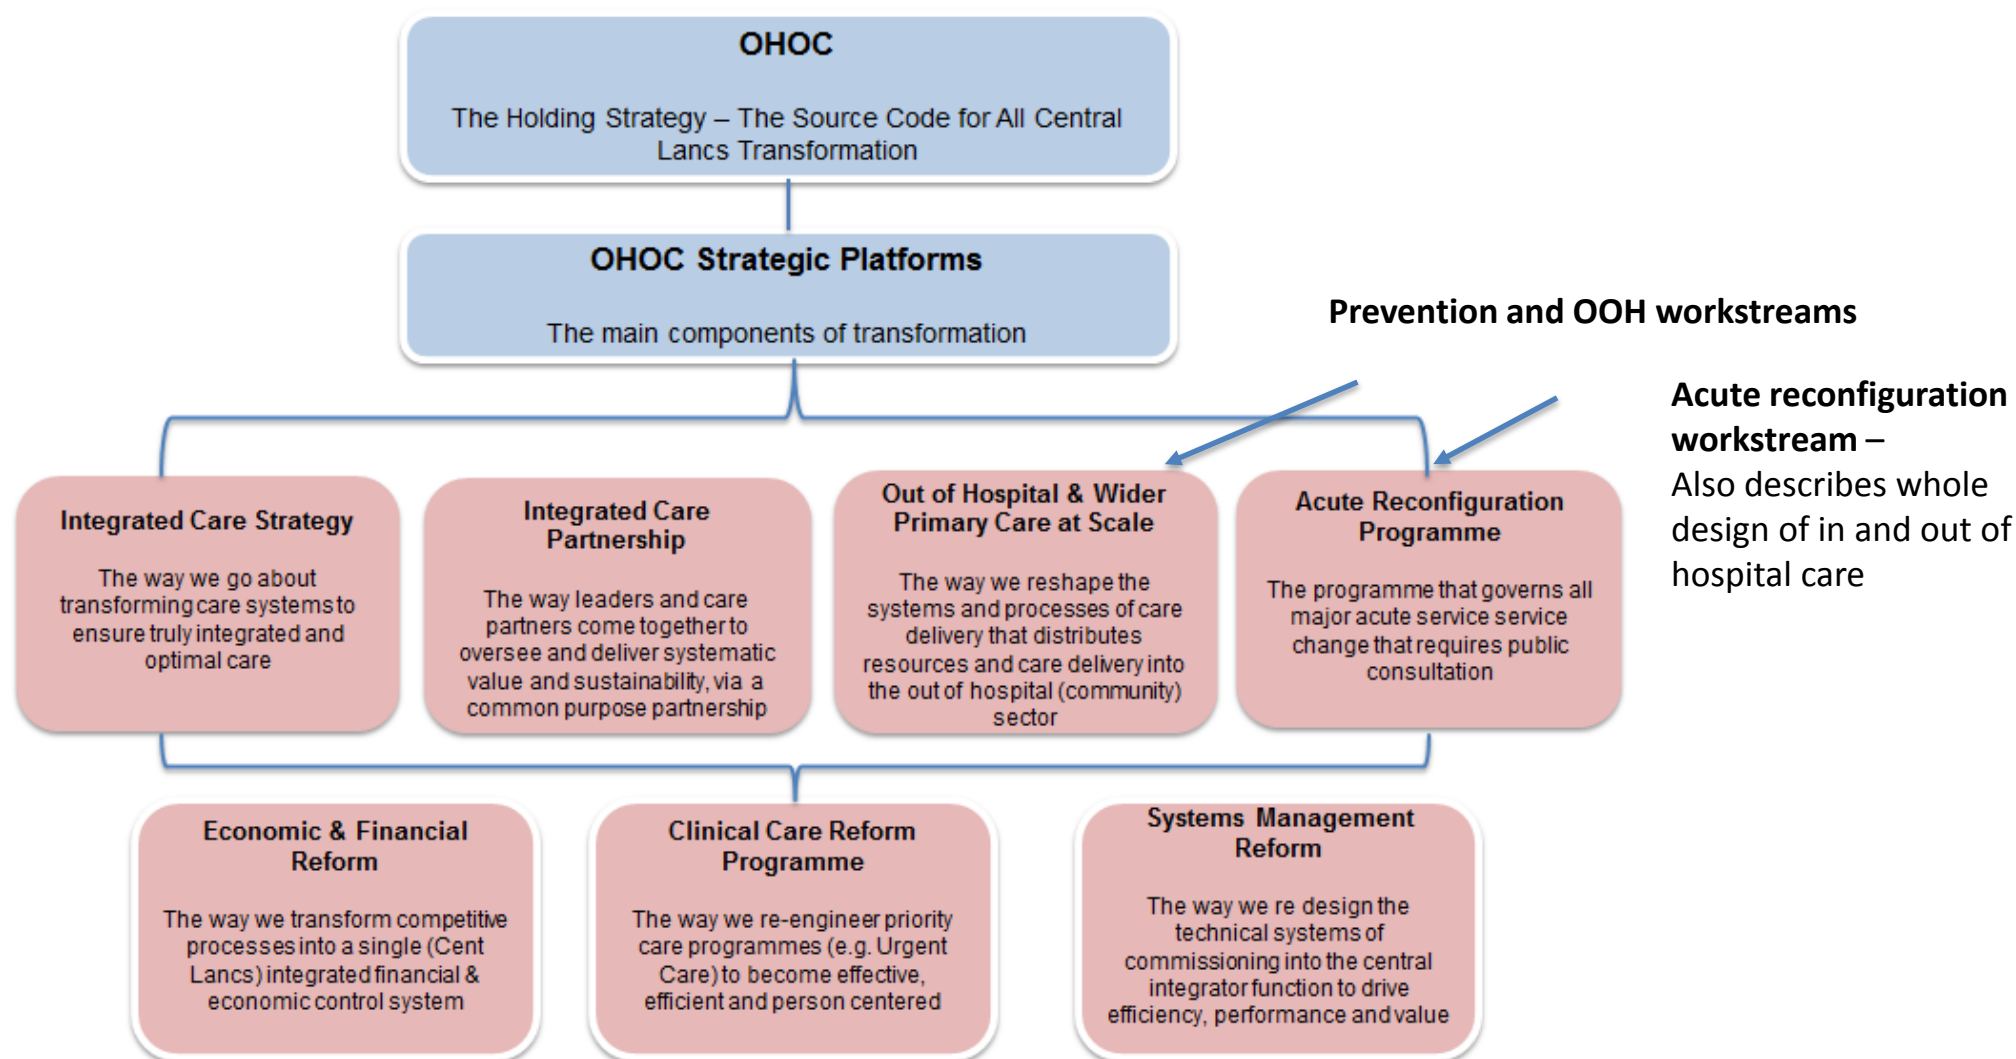 OHOC
The Holding Strategy – The Source Code for All Central
Lancs Transformation
OHOC Strategic Platforms
The main components of transformation
Prevention and OOH workstreams
Acute reconfiguration
workstream –
Also describes whole
design of in and out of
hospital care
Integrated Care Strategy
The way we go about
transforming care systems to
ensure truly integrated and
optimal care
Integrated Care
Partnership
The way leaders and care
partners come together to
oversee and deliver systematic
value and sustainability, via a
common purpose partnership
Out of Hospital & Wider
Primary Care at Scale
The way we reshape the
systems and processes of care
delivery that distributes
resources and care delivery into
the out of hospital (community)
sector
Acute Reconfiguration
Programme
The programme that governs all
major acute service service
change that requires public
consultation
Economic & Financial
Reform
The way we transform competitive
processes into a single (Cent
Lancs) integrated financial &
economic control system
Clinical Care Reform
Programme
The way we re-engineer priority
care programmes (e.g. Urgent
Care) to become effective,
efficient and person centered
Systems Management
Reform
The way we re design the
technical systems of
commissioning into the central
integrator function to drive
efficiency, performance and value